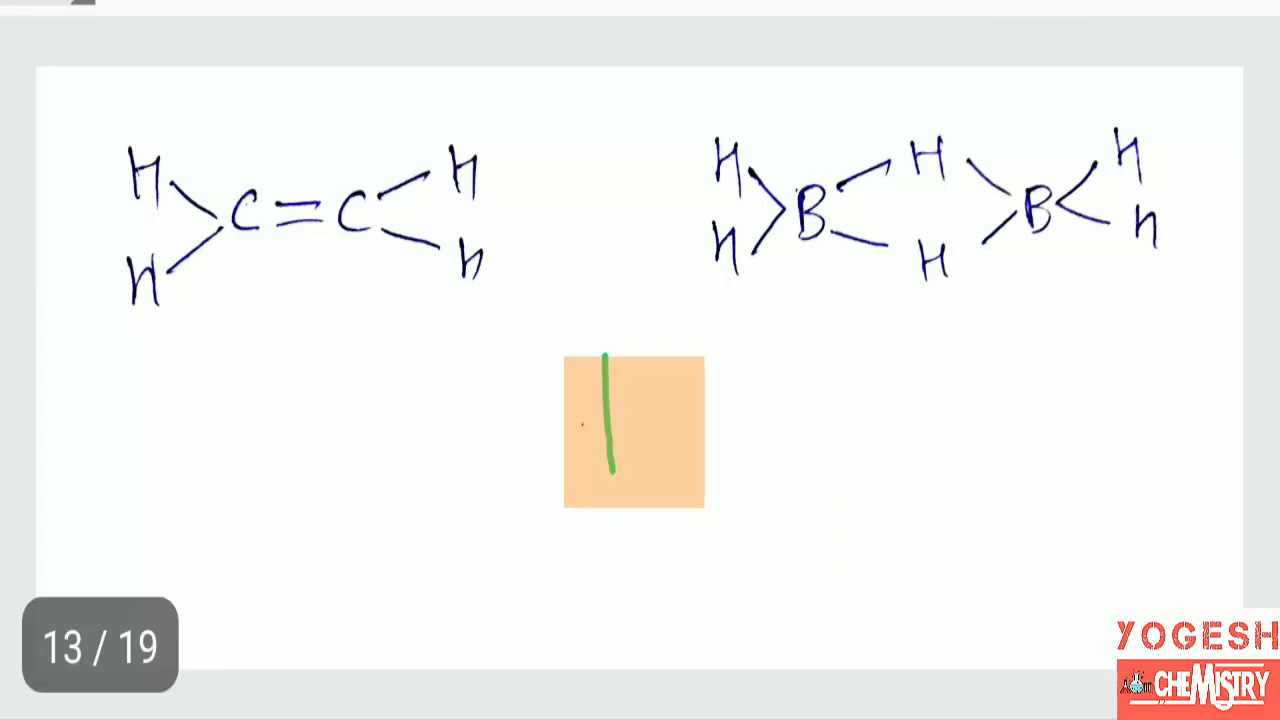 H H
C = C
H H
H H H
B B
H H H
13 / 19
YOGESH
CHEMISTRY